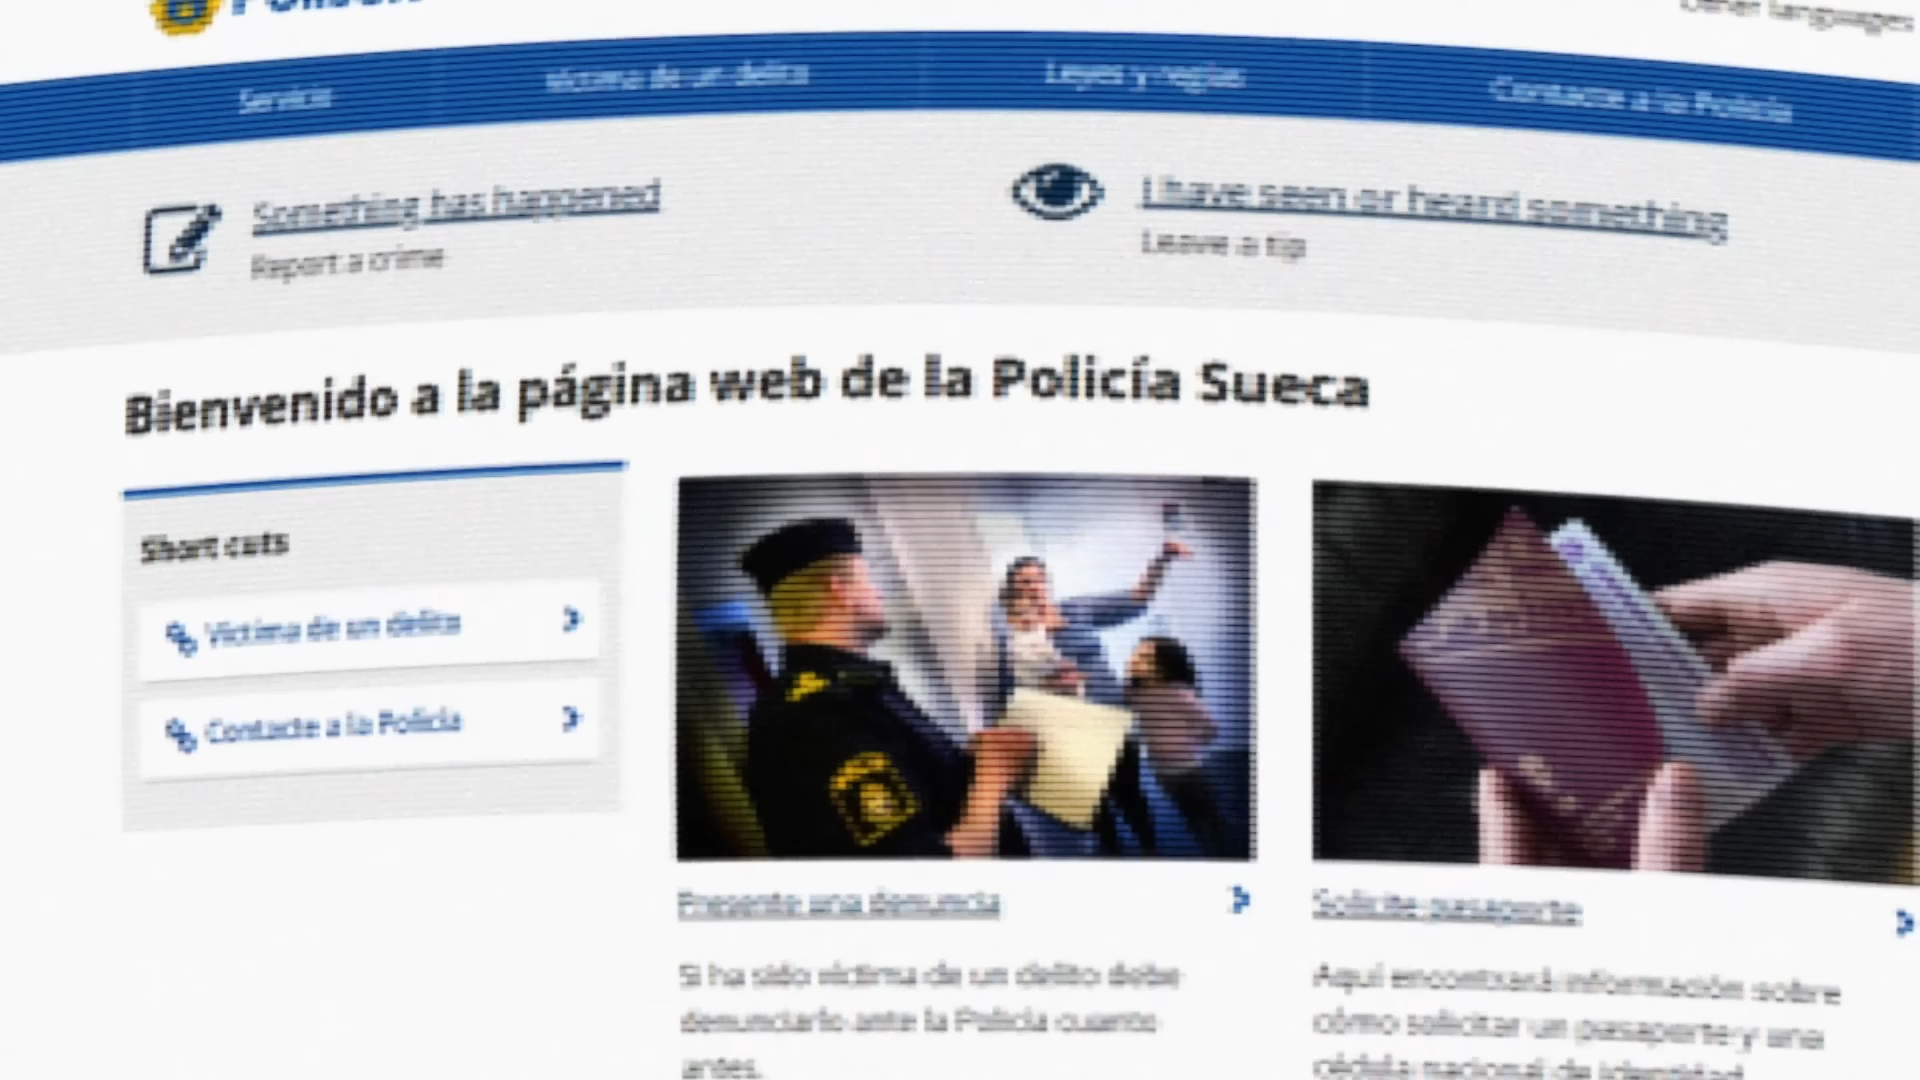 Other languages
Servicio
Víctima de un delito
Leyes y reglas
Contacte a la Policía
Something has happened
Report a crime
I have seen or heard something
Leave a tip
Bienvenido a la página web de la Policía Sueca
Short cuts
Víctima de un delito
Contacte a la Policía
Presente una denuncia
Si ha sido víctima de un delito debe
denunciarlo ante la Policía cuanto
antes.
Solicite pasaporte
Aquí encontrará información sobre
cómo solicitar un pasaporte y una
cédula nacional de identidad